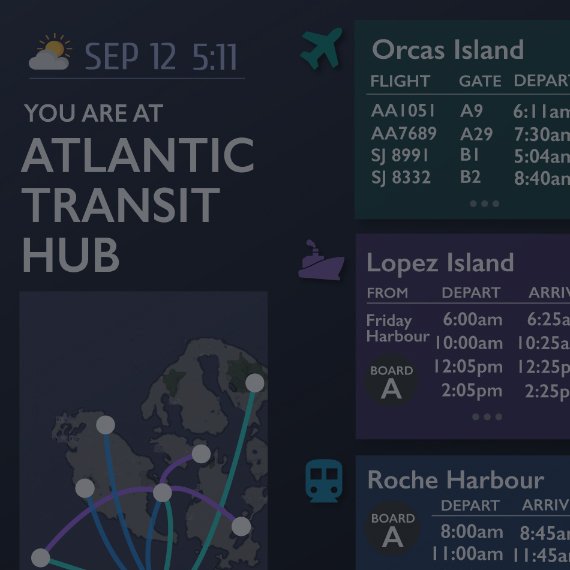 SEP 12 5:11
YOU ARE AT
ATLANTIC
TRANSIT
HUB
Orcas Island
FLIGHT GATE DEPAR
AA1051 A9 6:11am
AA7689 A29 7:30am
SJ 8991 B1 5:04am
SJ 8332 B2 8:40am
Lopez Island
FROM DEPART ARRIV
Friday
Harbour
6:00am 6:25a
10:00am 10:25a
12:05pm 12:25p
2:05pm 2:25p
BOARD
A
Roche Harbour
DEPART ARRIV
BOARD
A
8:00am 8:45a
11:00am 11:45a